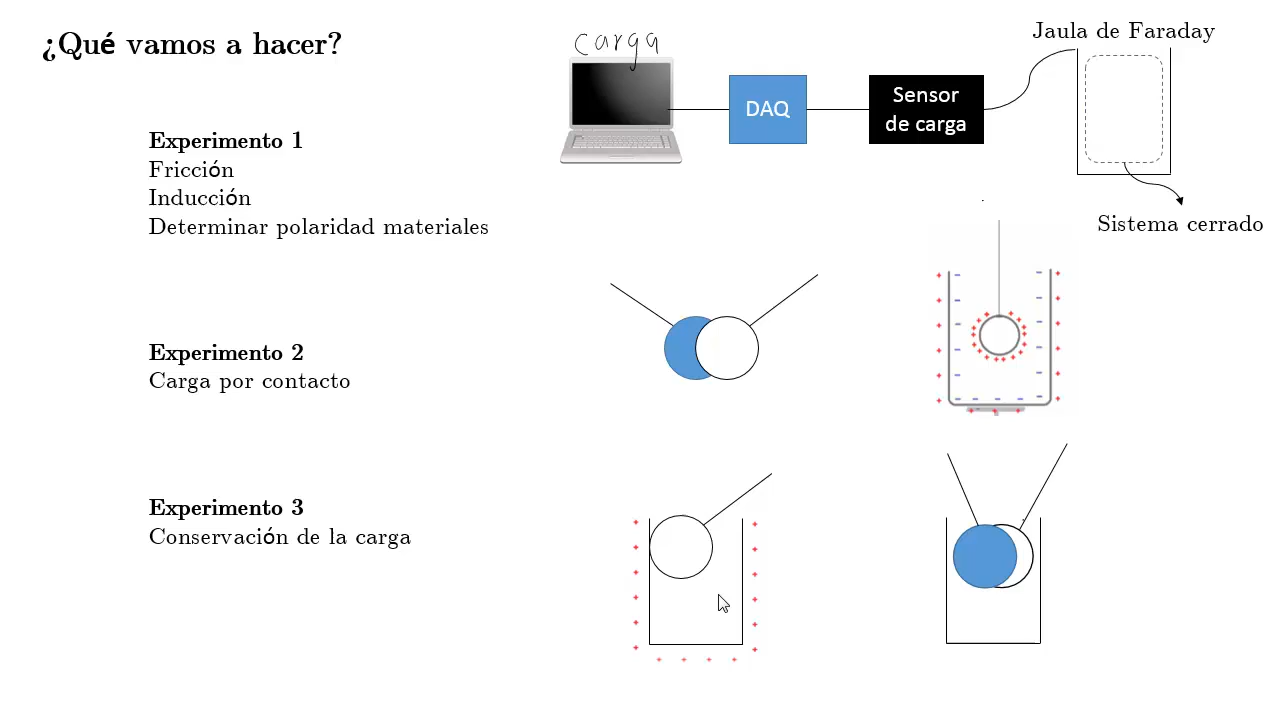 ¿Qué vamos a hacer?
carga
Jaula de Faraday
DAQ
Sensor
de carga
Experimento 1
Fricción
Inducción
Determinar polaridad materiales
Sistema cerrado
Experimento 2
Carga por contacto
Experimento 3
Conservación de la carga